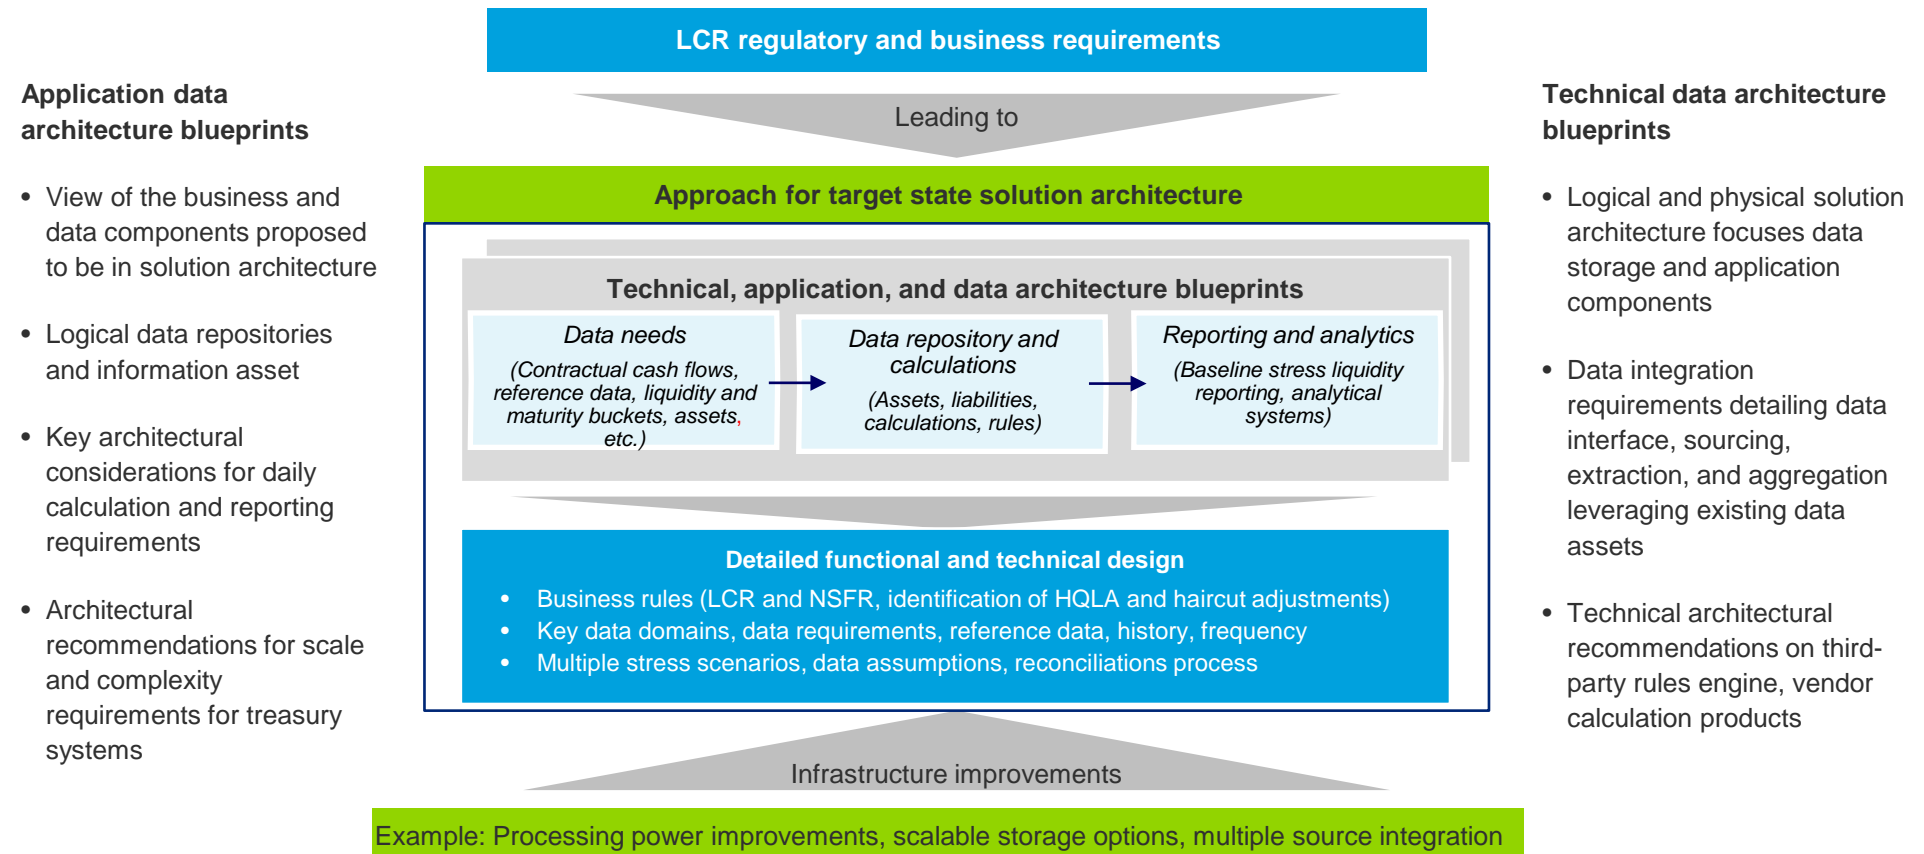 LCR regulatory and business requirements
Leading to
Application data
architecture blueprints
• View of the business and
data components proposed
to be in solution architecture
• Logical data repositories
and information asset
• Key architectural
considerations for daily
calculation and reporting
requirements
• Architectural
recommendations for scale
and complexity
requirements for treasury
systems
Approach for target state solution architecture
Technical, application, and data architecture blueprints
Data needs
(Contractual cash flows,
reference data, liquidity and
maturity buckets, assets,
etc.)
Data repository and
calculations
(Assets, liabilities,
calculations, rules)
Reporting and analytics
(Baseline stress liquidity
reporting, analytical
systems)
Detailed functional and technical design
• Business rules (LCR and NSFR, identification of HQLA and haircut adjustments)
• Key data domains, data requirements, reference data, history, frequency
• Multiple stress scenarios, data assumptions, reconciliations process
Infrastructure improvements
Example: Processing power improvements, scalable storage options, multiple source integration
Technical data architecture
blueprints
• Logical and physical solution
architecture focuses data
storage and application
components
• Data integration
requirements detailing data
interface, sourcing,
extraction, and aggregation
leveraging existing data
assets
• Technical architectural
recommendations on third-
party rules engine, vendor
calculation products